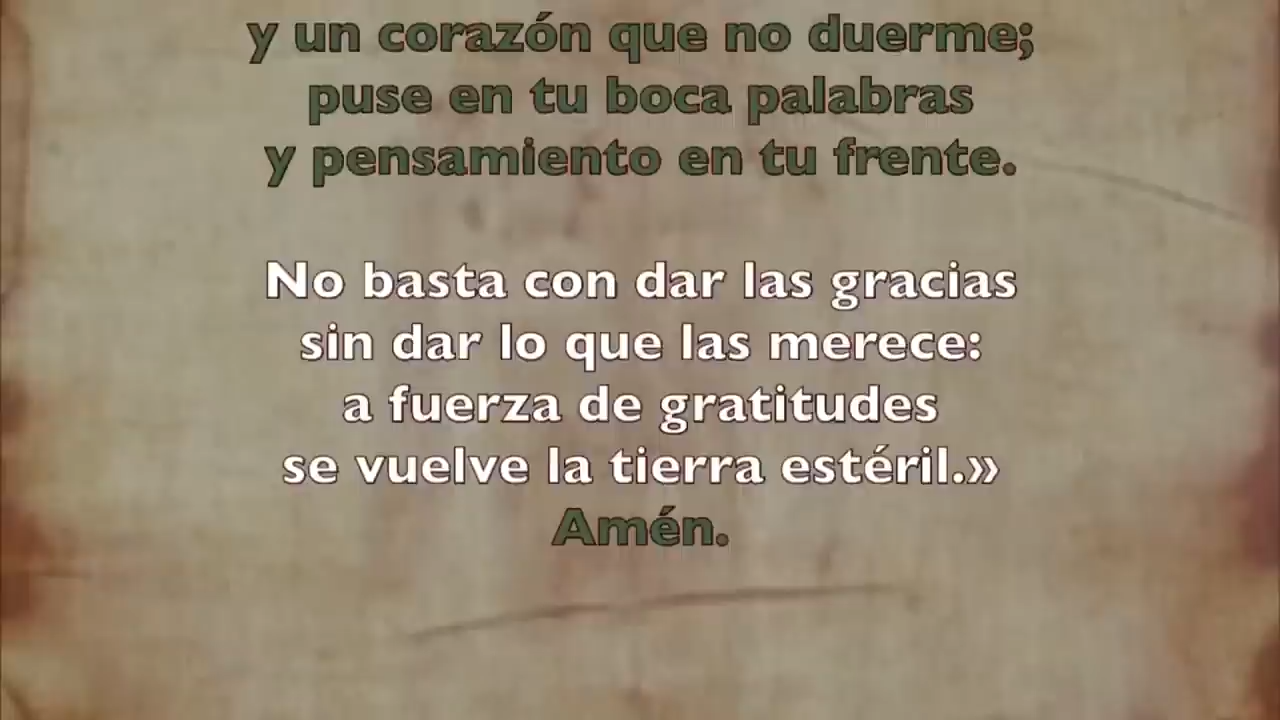 y un corazón que no duerme;
puse en tu boca palabras
y pensamiento en tu frente.
No basta con dar las gracias
sin dar lo que las merece:
a fuerza de gratitudes
se vuelve la tierra estéril.»
Amén.